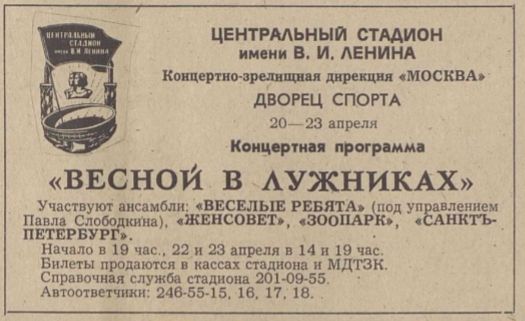 ЦЕНТРАЛЬНЫЙ
СТАДИОН
ИМЕНИ В.И. ЛЕНИНА
ЦЕНТРАЛЬНЫЙ СТАДИОН
имени В. И. ЛЕНИНА
Концертно-зрелищная дирекция «МОСКВА»
ДВОРЕЦ СПОРТА
20—23 апреля
Концертная программа
«ВЕСНОЙ В ЛУЖНИКАХ»
Участвуют ансамбли: «ВЕСЕЛЫЕ РЕБЯТА» (под управлением
Павла Слободкина), «ЖЕНСОВЕТ», «ЗООПАРК», «САНКТЪ-
ПЕТЕРБУРГ».
Начало в 19 час., 22 и 23 апреля в 14 и 19 час.
Билеты продаются в кассах стадиона и МДТЗК.
Справочная служба стадиона 201-09-55.
Автоответчики: 246-55-15, 16, 17, 18.